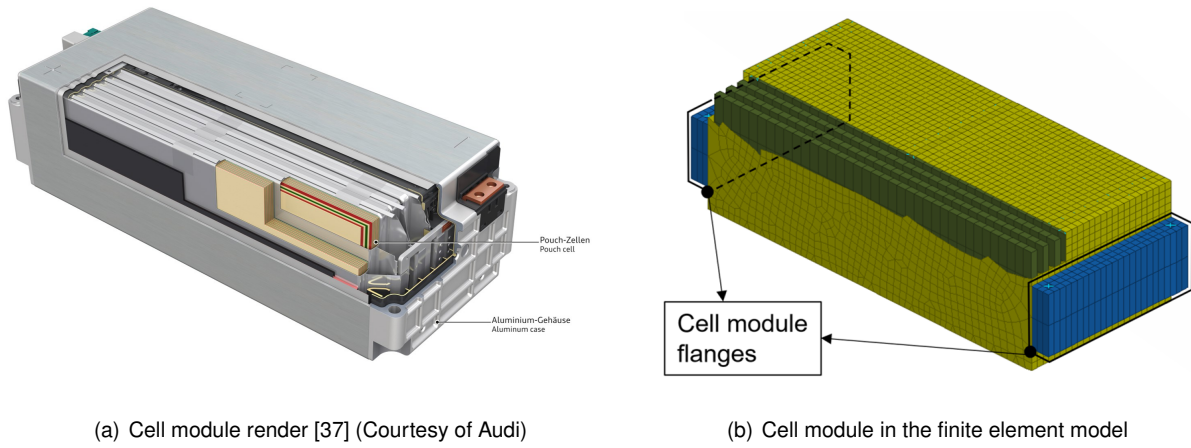 Pouch-Zellen
Pouch cell
Aluminium-Gehäuse
Aluminum case
Cell module
flanges
(a) Cell module render [37] (Courtesy of Audi)
(b) Cell module in the finite element model